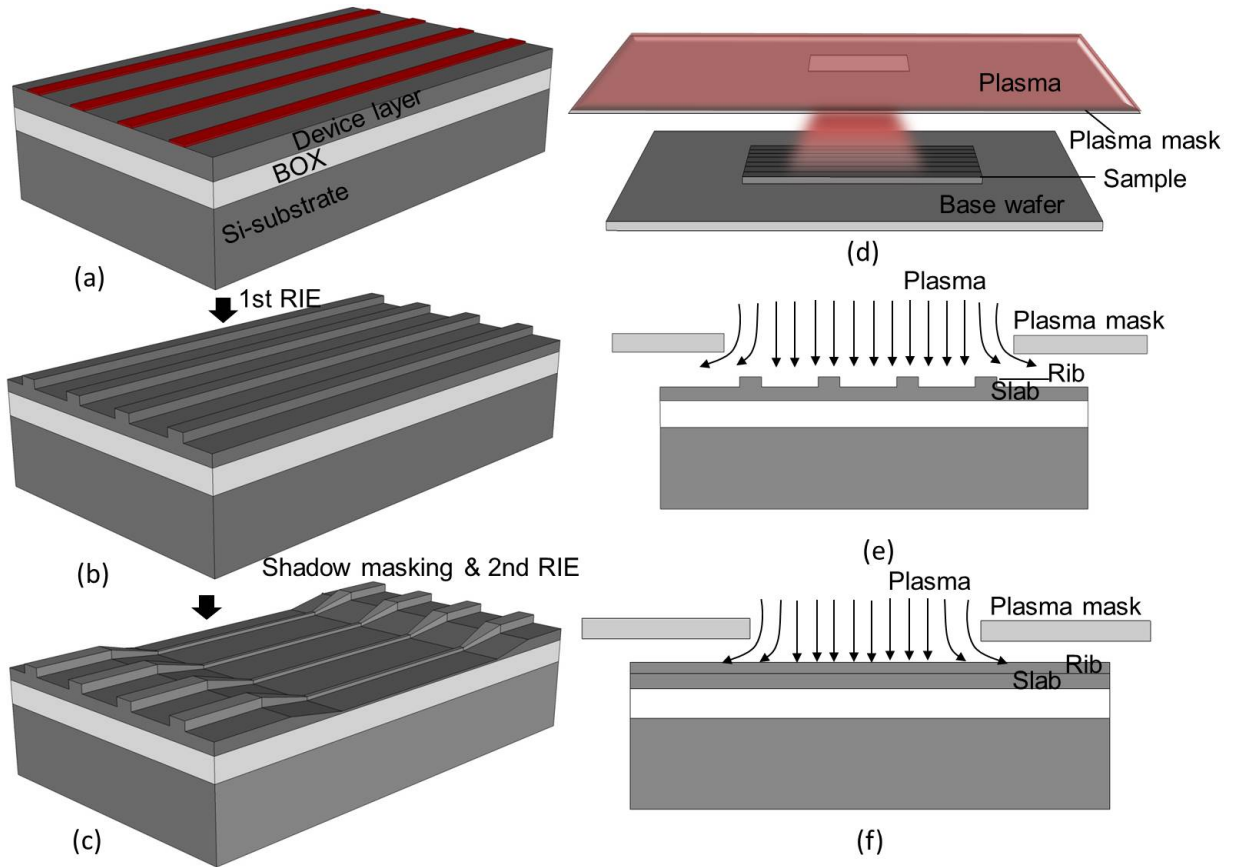 Device layer
BOX
Si-substrate
(a)
1st RIE
(b)
Shadow masking & 2nd RIE
(c)
Plasma
Plasma mask
Sample
Base wafer
(d)
Plasma
Plasma mask
Rib
Slab
(e)
Plasma
Plasma mask
Rib
Slab
(f)